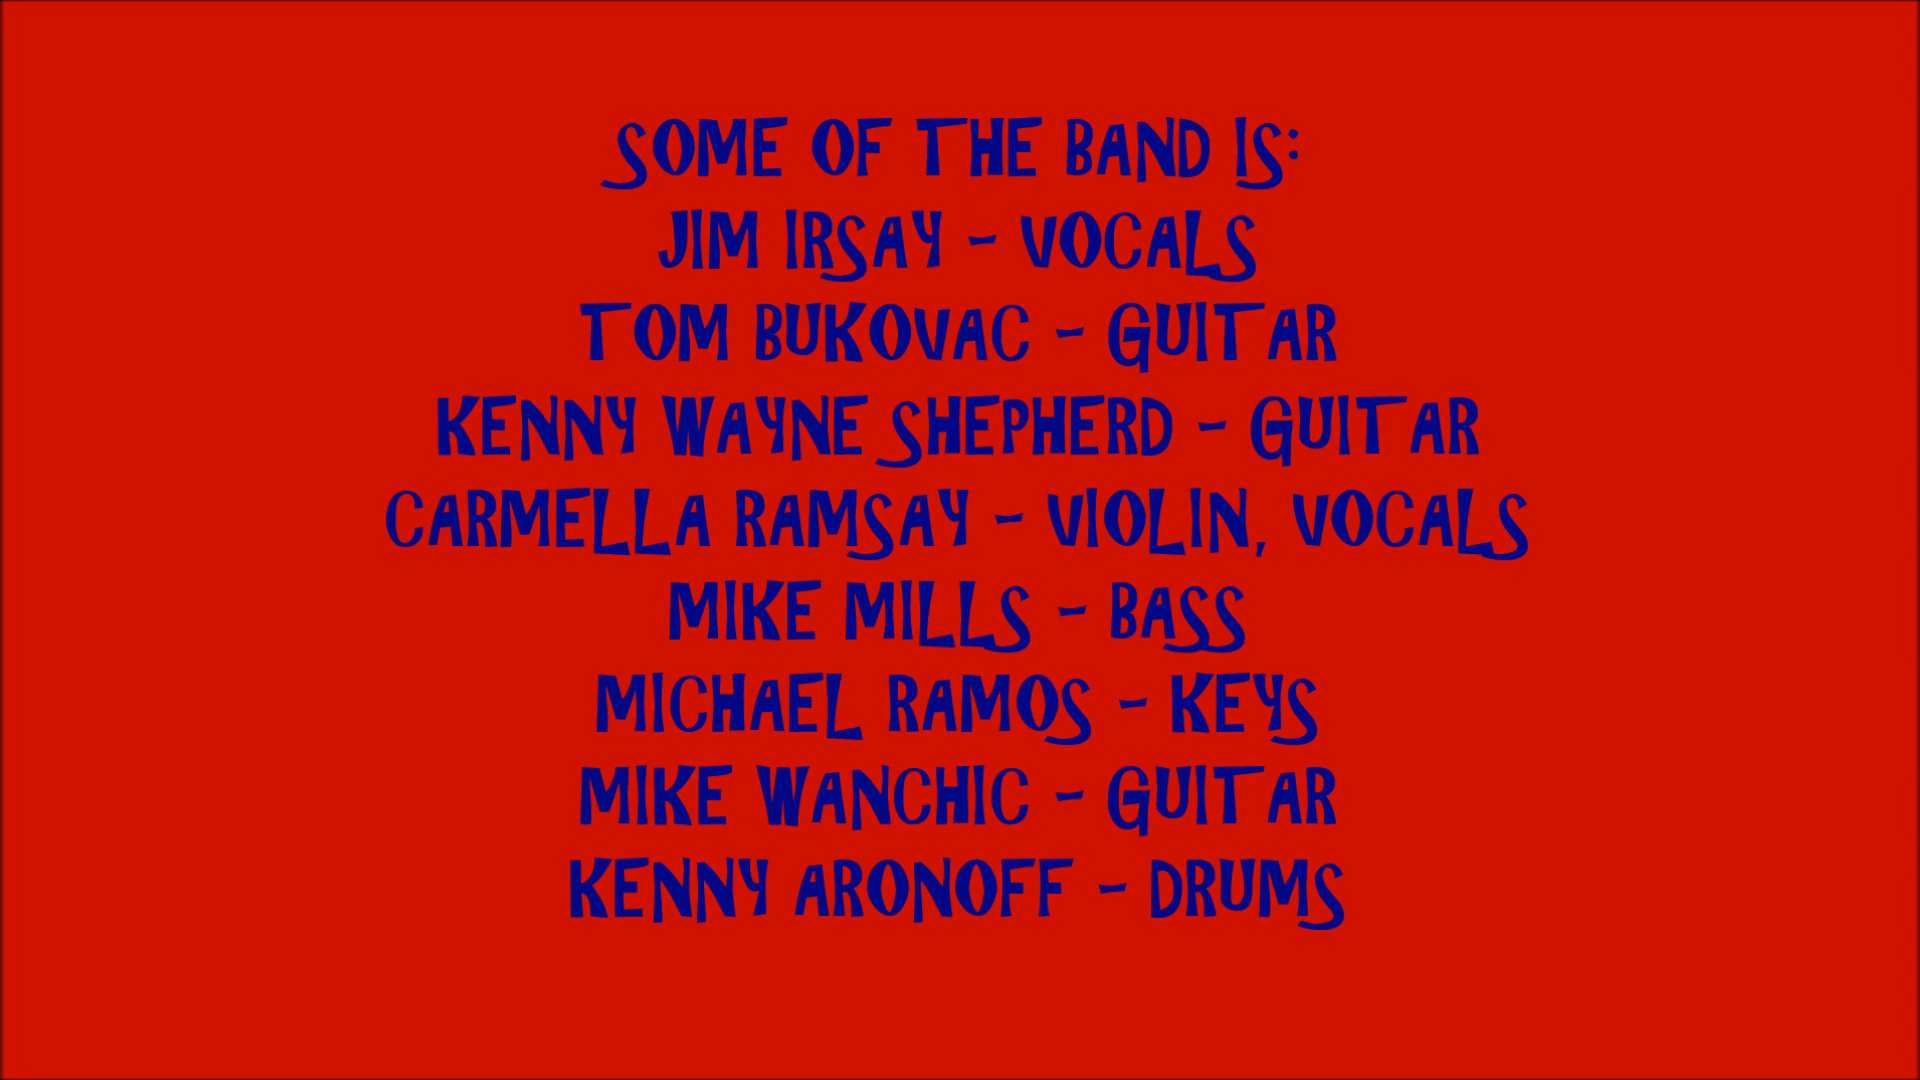 SOME OF THE BAND IS:
JIM IRSAY - VOCALS
TOM BUKOVAC - GUITAR
KENNY WAYNE SHEPHERD - GUITAR
CARMELLA RAMSAY - VIOLIN, VOCALS
MIKE MILLS - BASS
MICHAEL RAMOS - KEYS
MIKE WANCHIC - GUITAR
KENNY ARONOFF - DRUMS